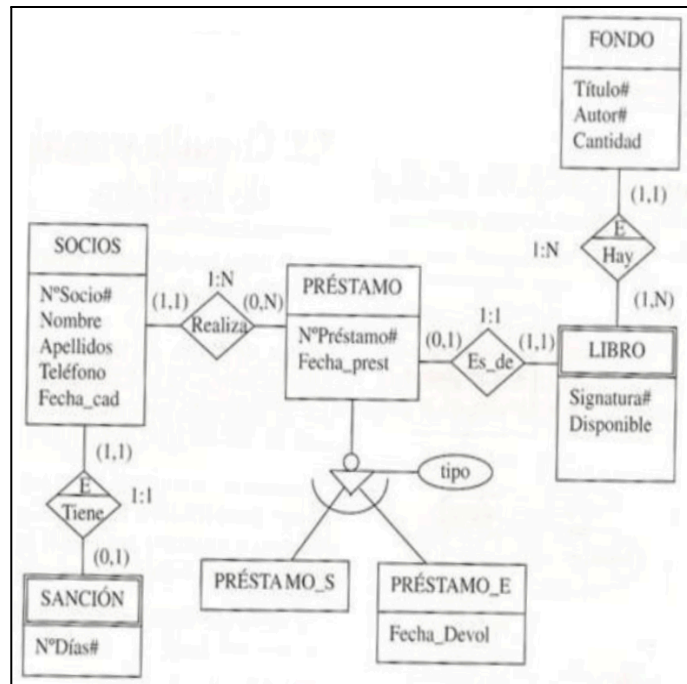 FONDO
Título#
Autor#
Cantidad
(1,1)
E
Hay
1:N
(1,N)
SOCIOS
NºSocio#
Nombre
Apellidos
Teléfono
Fecha_cad
(1,1)
1:N
Realiza
(0,N)
PRÉSTAMO
NºPréstamo#
Fecha_prest
(0,1)
1:1
Es_de
(1,1)
LIBRO
Signatura#
Disponible
(1,1)
E
Tiene
1:1
(0,1)
SANCIÓN
NºDías#
tipo
PRÉSTAMO_S
PRÉSTAMO_E
Fecha_Devol